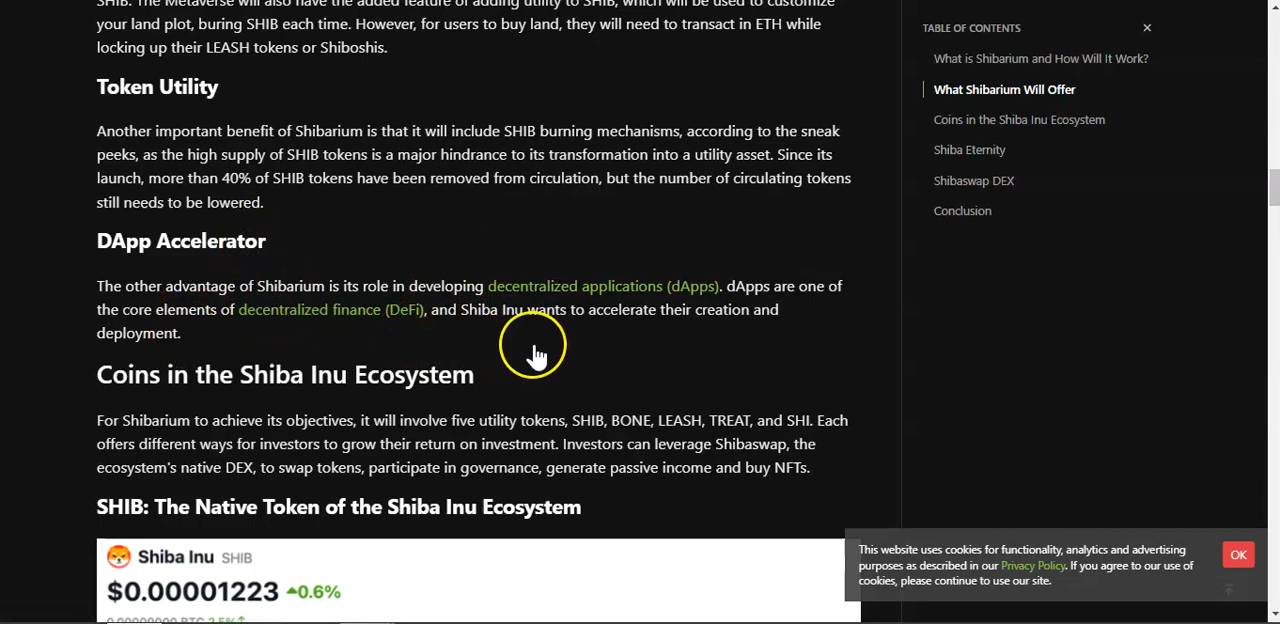 SHIB: The Metaverse will also have the added feature of adding utility to SHIB, which will be used to customize
your land plot, buring SHIB each time. However, for users to buy land, they will need to transact in ETH while
locking up their LEASH tokens or Shiboshis.
Token Utility
Another important benefit of Shibarium is that it will include SHIB burning mechanisms, according to the sneak
peeks, as the high supply of SHIB tokens is a major hindrance to its transformation into a utility asset. Since its
launch, more than 40% of SHIB tokens have been removed from circulation, but the number of circulating tokens
still needs to be lowered.
DApp Accelerator
The other advantage of Shibarium is its role in developing decentralized applications (dApps). dApps are one of
the core elements of decentralized finance (DeFi), and Shiba Inu wants to accelerate their creation and
deployment.
Coins in the Shiba Inu Ecosystem
For Shibarium to achieve its objectives, it will involve five utility tokens, SHIB, BONE, LEASH, TREAT, and SHI. Each
offers different ways for investors to grow their return on investment. Investors can leverage Shibaswap, the
ecosystem's native DEX, to swap tokens, participate in governance, generate passive income and buy NFTs.
SHIB: The Native Token of the Shiba Inu Ecosystem
Shiba Inu SHIB
$0.00001223 0.6%
0.00000000 BTC 2.5%
TABLE OF CONTENTS
What is Shibarium and How Will It Work?
What Shibarium Will Offer
Coins in the Shiba Inu Ecosystem
Shiba Eternity
Shibaswap DEX
Conclusion
This website uses cookies for functionality, analytics and advertising
purposes as described in our Privacy Policy. If you agree to our use of
cookies, please continue to use our site.
OK